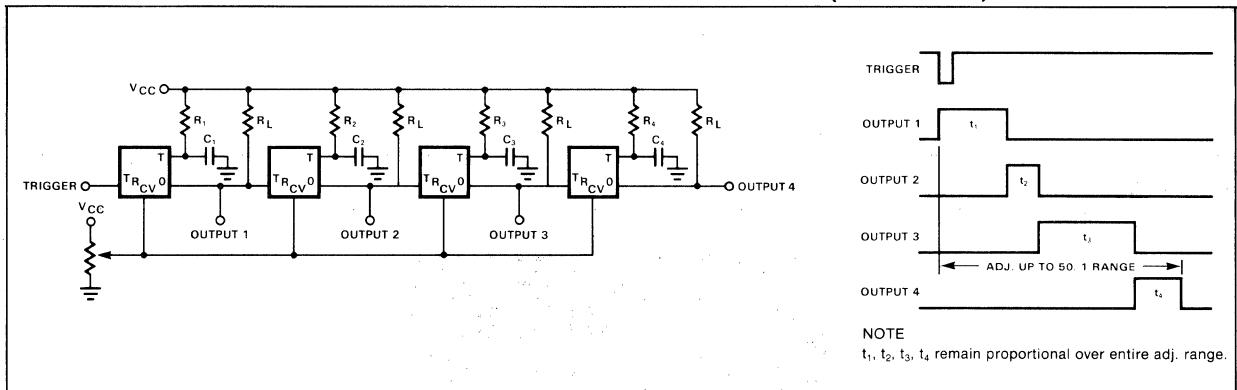 VCC
R1
RL
R2
RL
R3
RL
R4
RL
C1
C2
C3
C4
T
T
T
T
TRIGGER
TR CV 0
TR CV 0
TR CV 0
TR CV 0
OUTPUT 4
VCC
OUTPUT 1
OUTPUT 2
OUTPUT 3
TRIGGER
OUTPUT 1
t1
OUTPUT 2
t2
OUTPUT 3
t3
ADJ. UP TO 50. 1 RANGE
OUTPUT 4
t4
NOTE
t1, t2, t3, t4 remain proportional over entire adj. range.